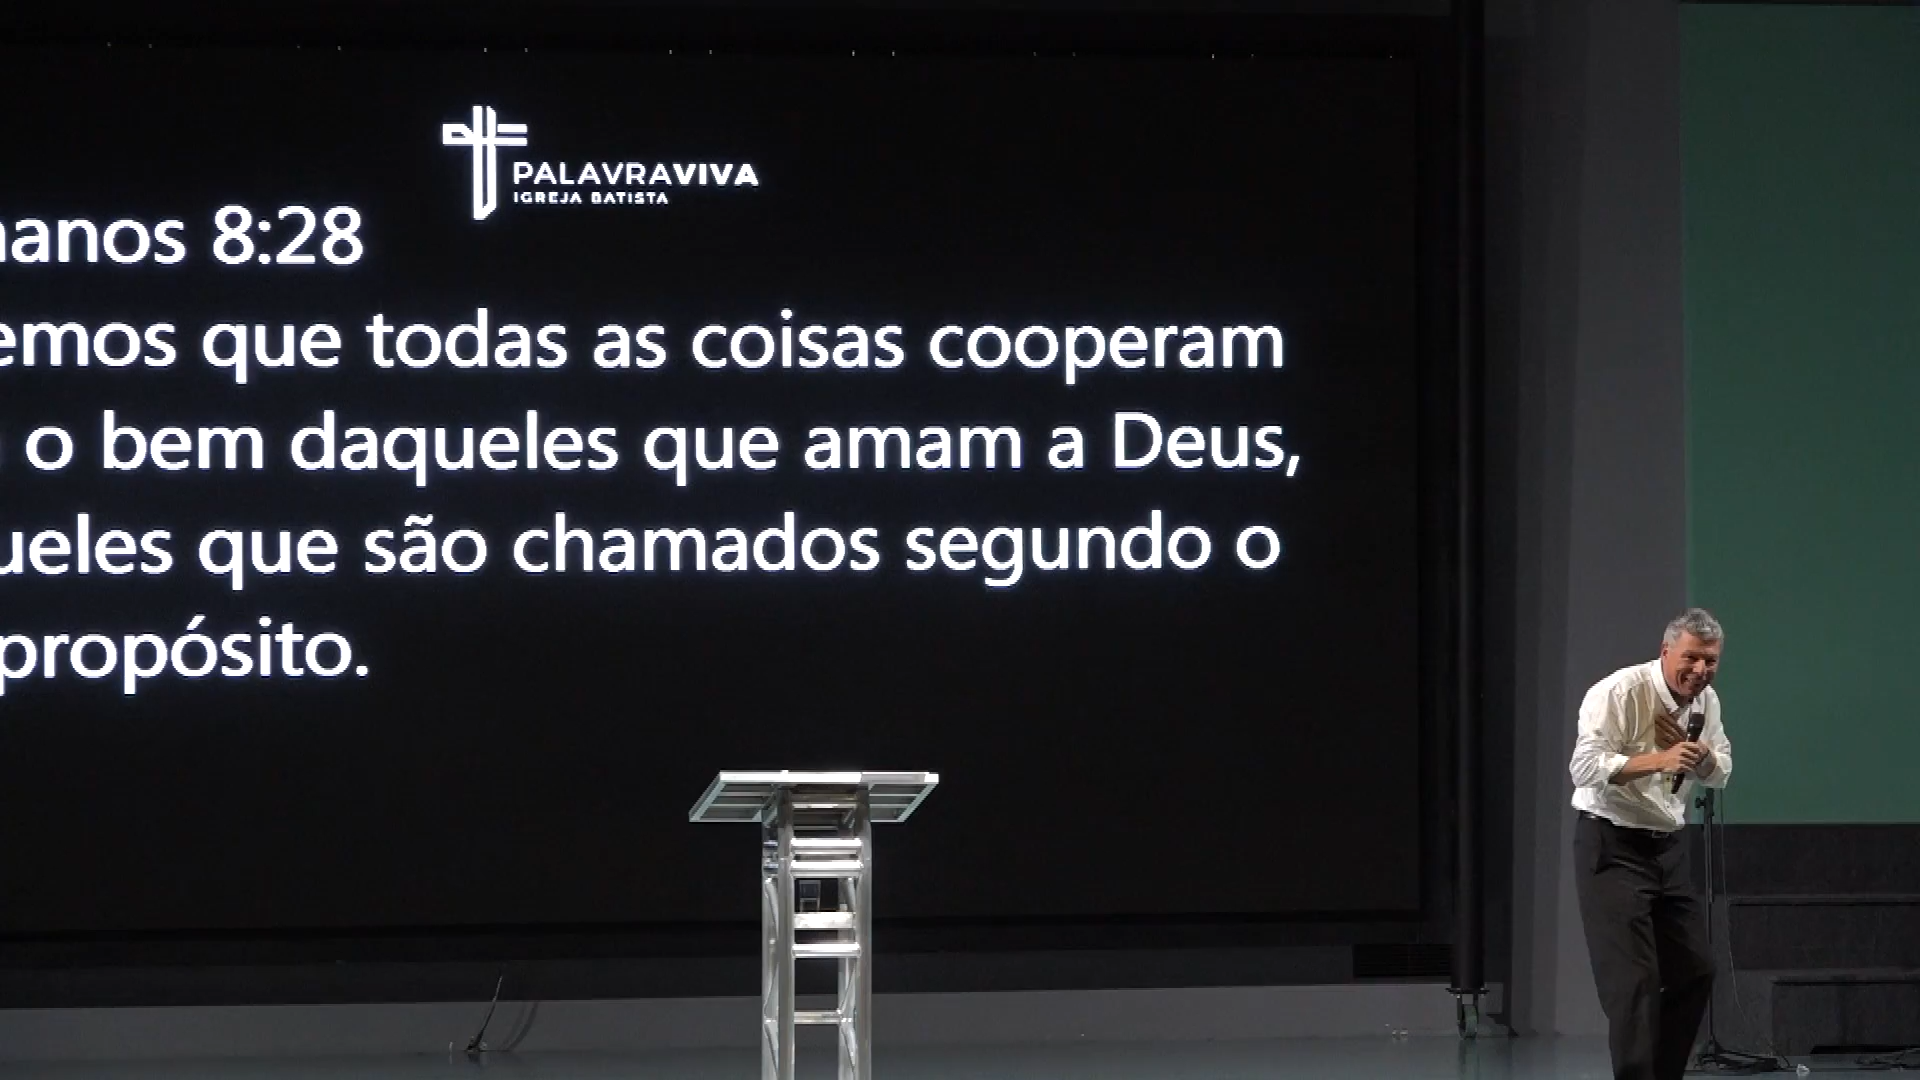 PALAVRAVIVA
IGREJA BATISTA
manos 8:28
emos que todas as coisas cooperam
o bem daqueles que amam a Deus,
ueles que são chamados segundo o
propósito.